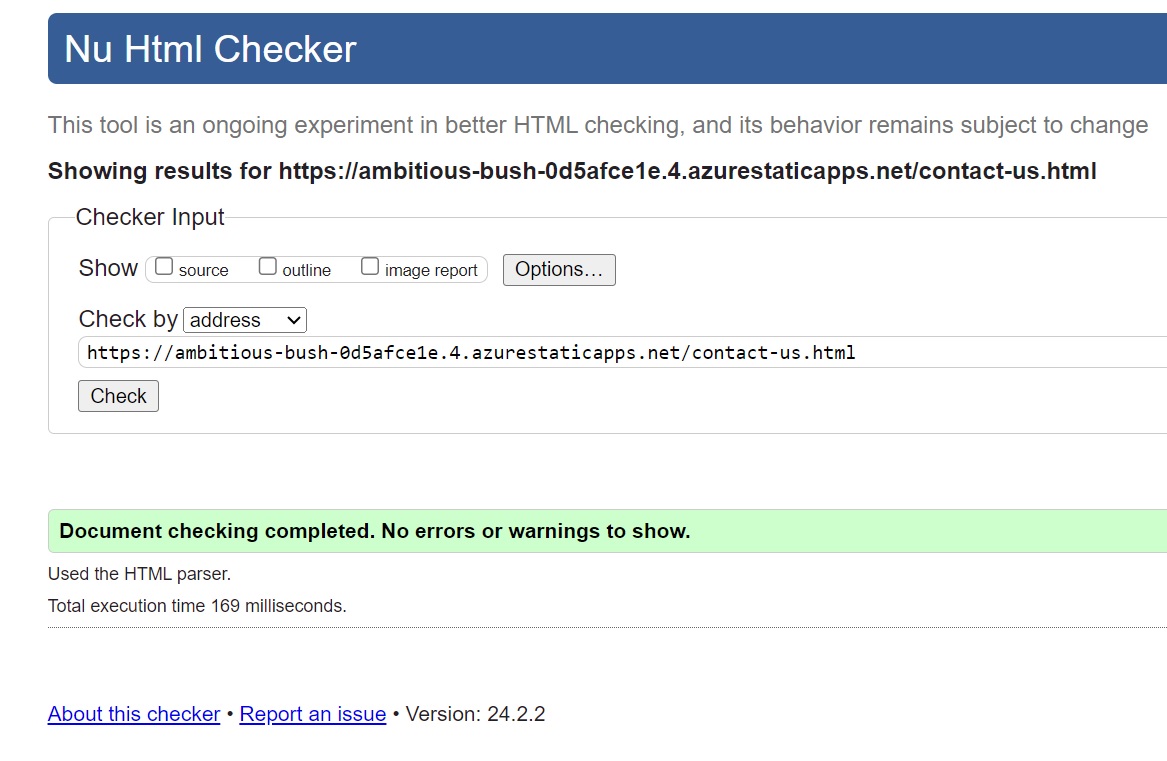 Nu Html Checker
This tool is an ongoing experiment in better HTML checking, and its behavior remains subject to change
Showing results for https://ambitious-bush-0d5afce1e.4.azurestaticapps.net/contact-us.html
Checker Input
Show source outline image report Options...
Check by address
https://ambitious-bush-0d5afce1e.4.azurestaticapps.net/contact-us.html
Check
Document checking completed. No errors or warnings to show.
Used the HTML parser.
Total execution time 169 milliseconds.
About this checker • Report an issue • Version: 24.2.2